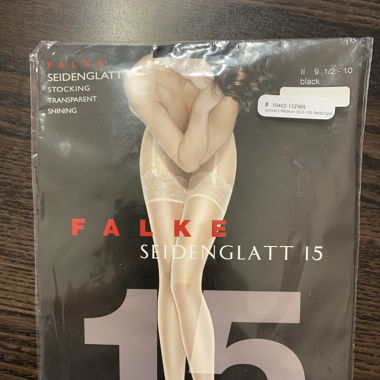 FALKE
SEIDENGLATT
STOCKING
TRANSPARENT
SHINING
II 9 1/2 - 10
black
FALKE
SEIDENGLATT 15
15